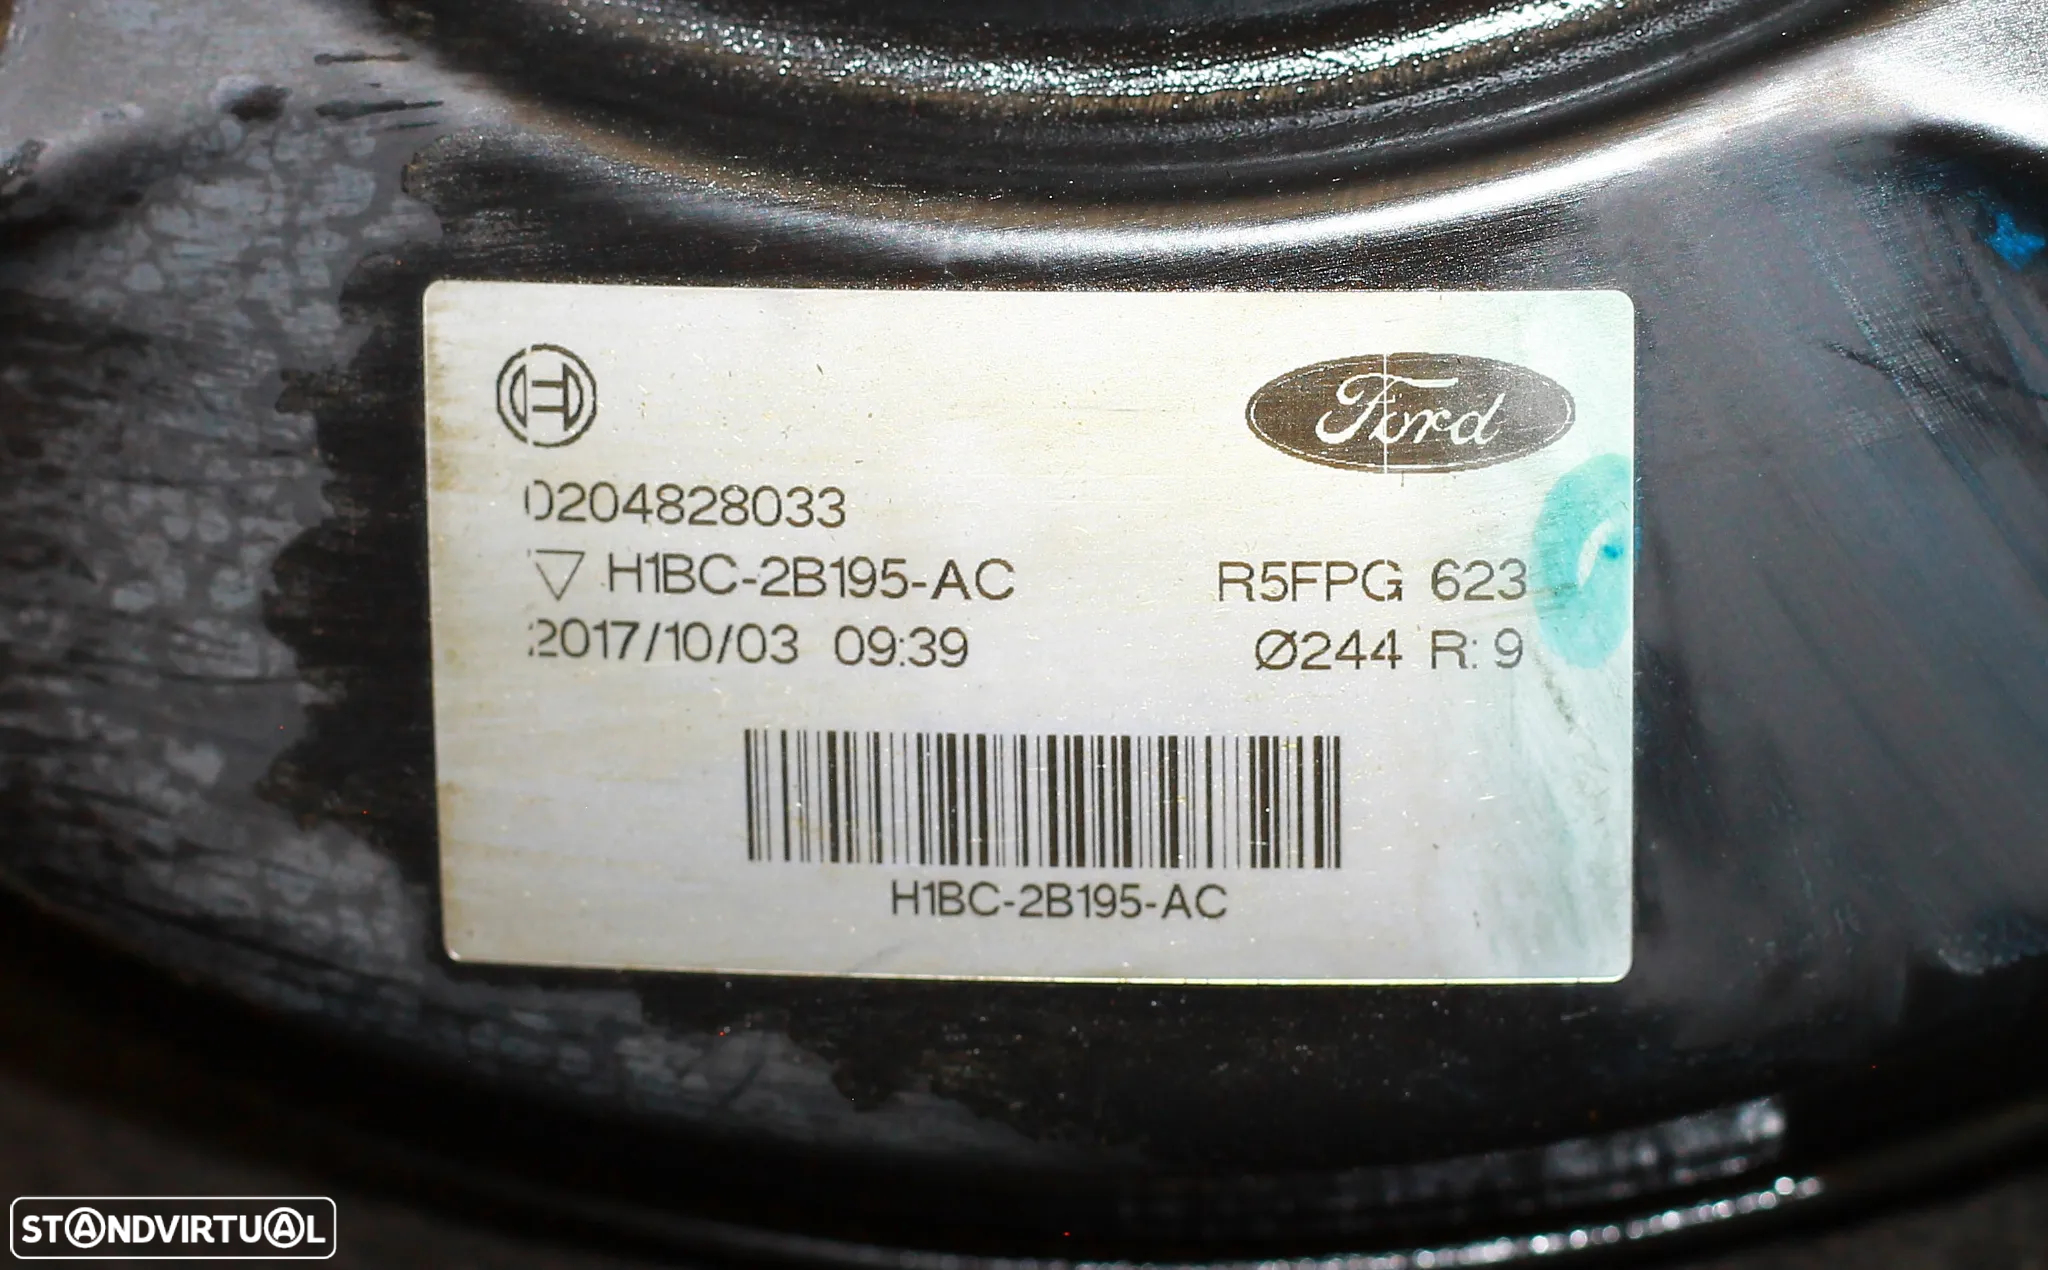 Ford
0204828033
H1BC-2B195-AC R5FPG 623
2017/10/03 09:39 Ø244 R: 9
H1BC-2B195-AC
STANDVIRTUAL